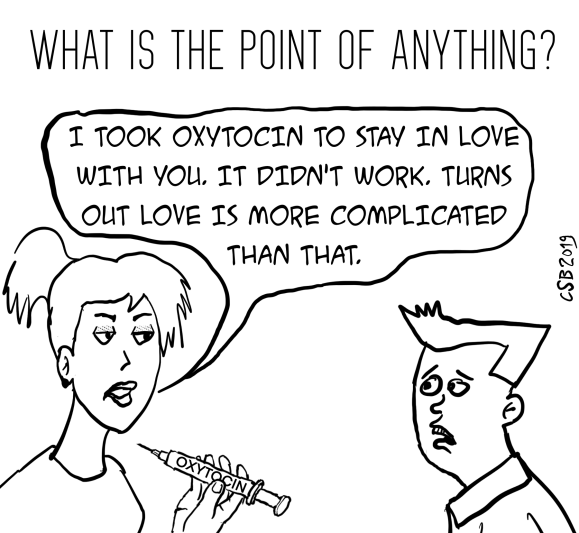 WHAT IS THE POINT OF ANYTHING?
I TOOK OXYTOCIN TO STAY IN LOVE
WITH YOU. IT DIDN'T WORK. TURNS
OUT LOVE IS MORE COMPLICATED
THAN THAT.
CSB2019
OXYTOCIN